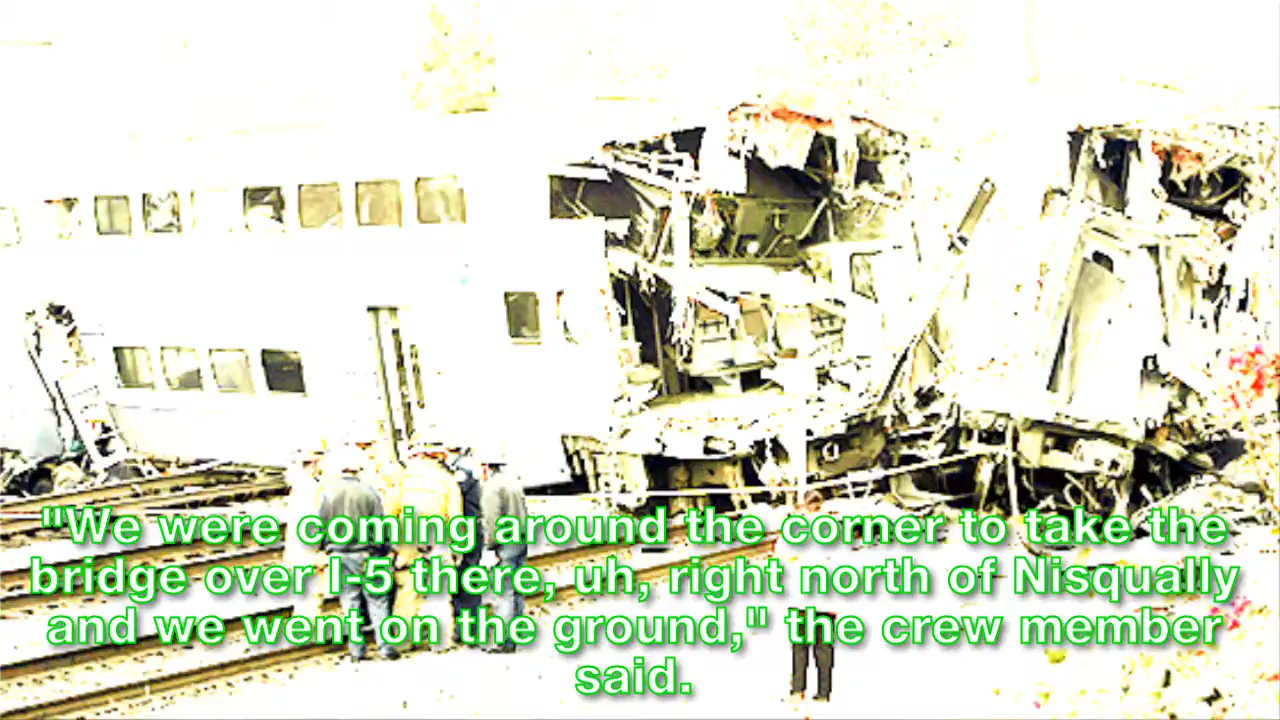 "We were coming around the corner to take the
bridge over I-5 there, uh, right north of Nisqually
and we went on the ground," the crew member
said.